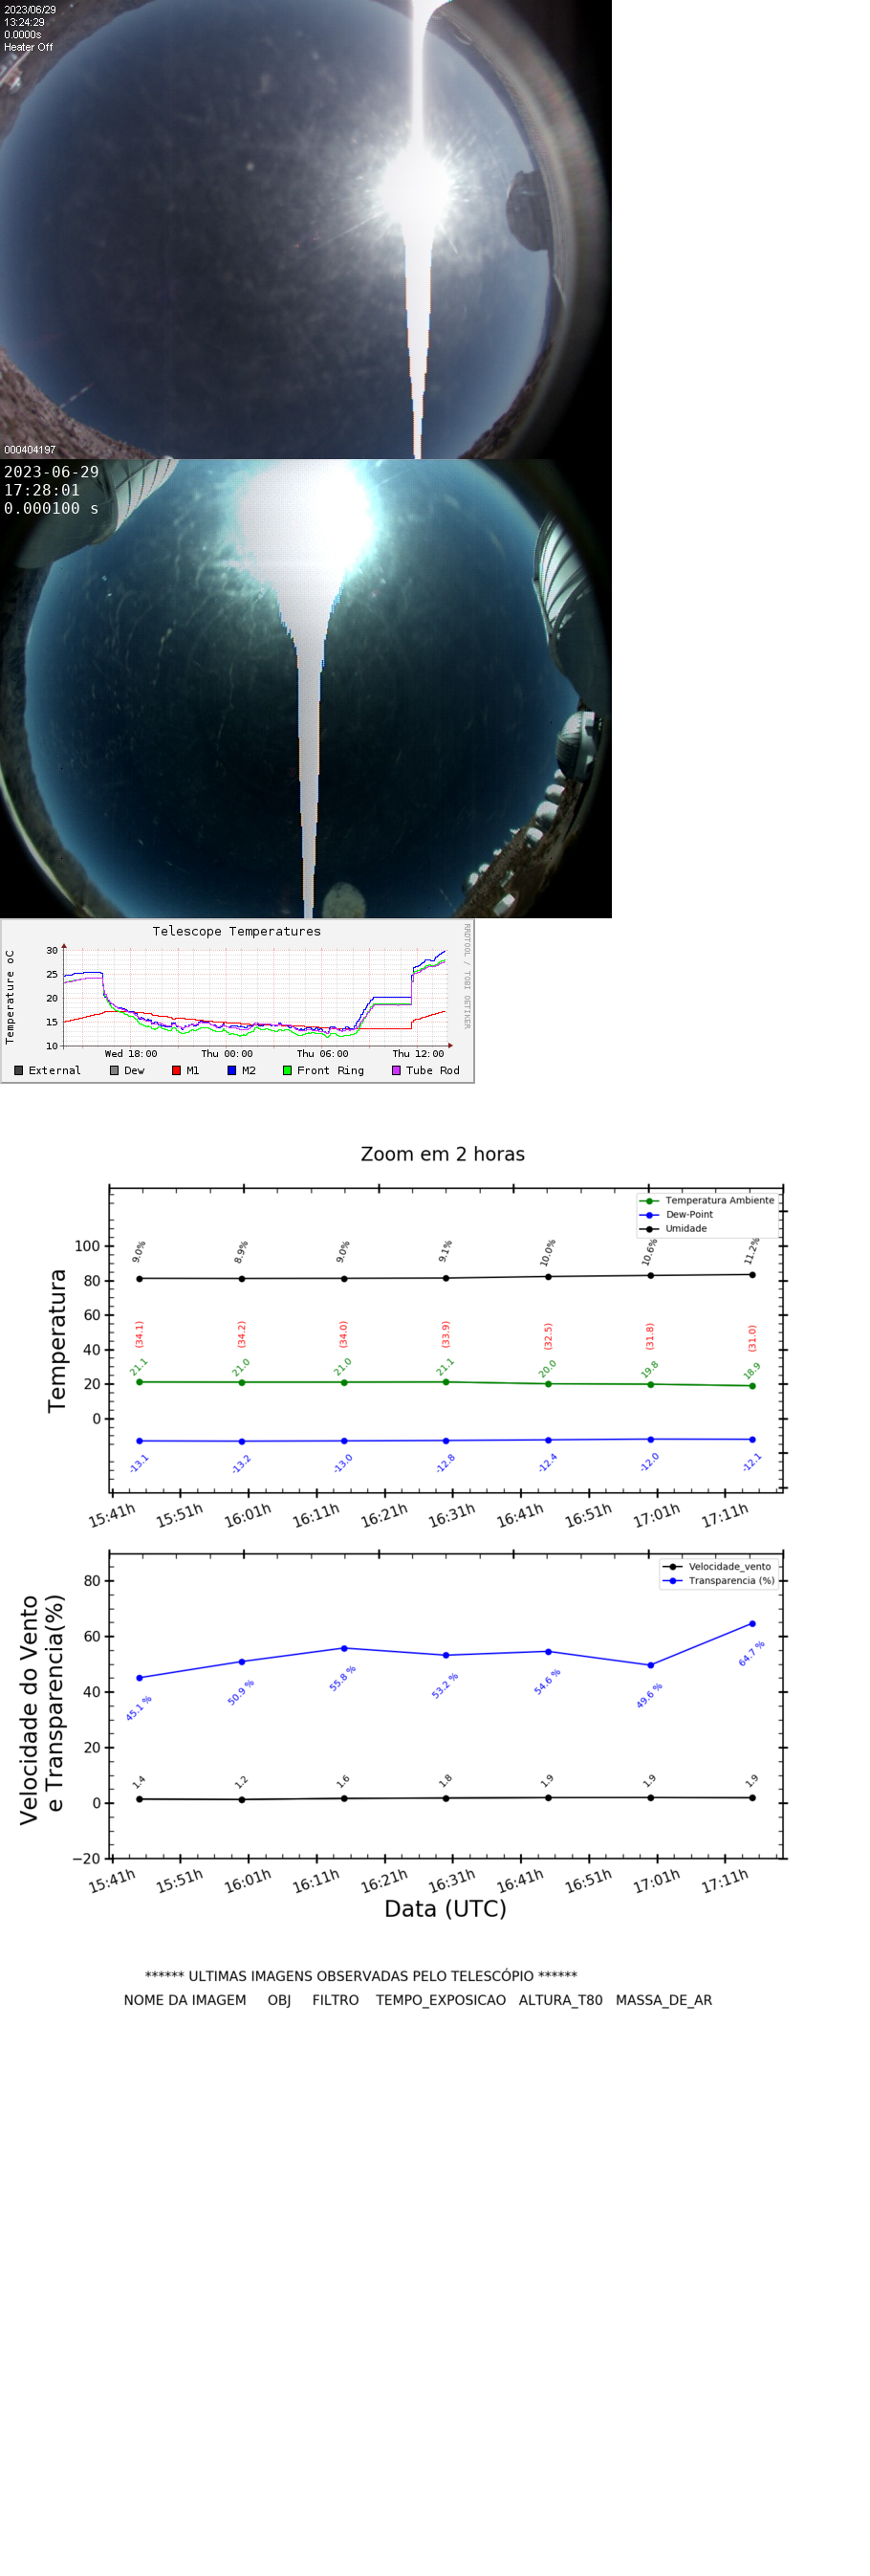 2023/06/29
13:24:29
0.0000s
Heater Off
000404197
2023-06-29
17:28:01
0.000100 s
Telescope Temperatures
RRDTOOL / TOBI OETIKER
Temperature oC
30
25
20
15
10
Wed 18:00 Thu 00:00 Thu 06:00 Thu 12:00
External Dew M1 M2 Front Ring Tube Rod
Zoom em 2 horas
Temperatura Ambiente
Dew-Point
Umidade
Temperatura
100
80
60
40
20
0
9.0% 8.9% 9.0% 9.1% 10.0% 10.6% 11.2%
(34.1) (34.2) (34.0) (33.9) (32.5) (31.8) (31.0)
21.1 21.0 21.0 21.1 20.0 19.8 18.9
-13.1 -13.2 -13.0 -12.8 -12.4 -12.0 -12.1
15:41h 15:51h 16:01h 16:11h 16:21h 16:31h 16:41h 16:51h 17:01h 17:11h
Velocidade_vento
Transparencia (%)
Velocidade do Vento
e Transparencia(%)
80
60
40
20
0
−20
45.1 % 50.9 % 55.8 % 53.2 % 54.6 % 49.6 % 64.7 %
1.4 1.2 1.6 1.8 1.9 1.9 1.9
15:41h 15:51h 16:01h 16:11h 16:21h 16:31h 16:41h 16:51h 17:01h 17:11h
Data (UTC)
****** ULTIMAS IMAGENS OBSERVADAS PELO TELESCÓPIO ******
NOME DA IMAGEM OBJ FILTRO TEMPO_EXPOSICAO ALTURA_T80 MASSA_DE_AR